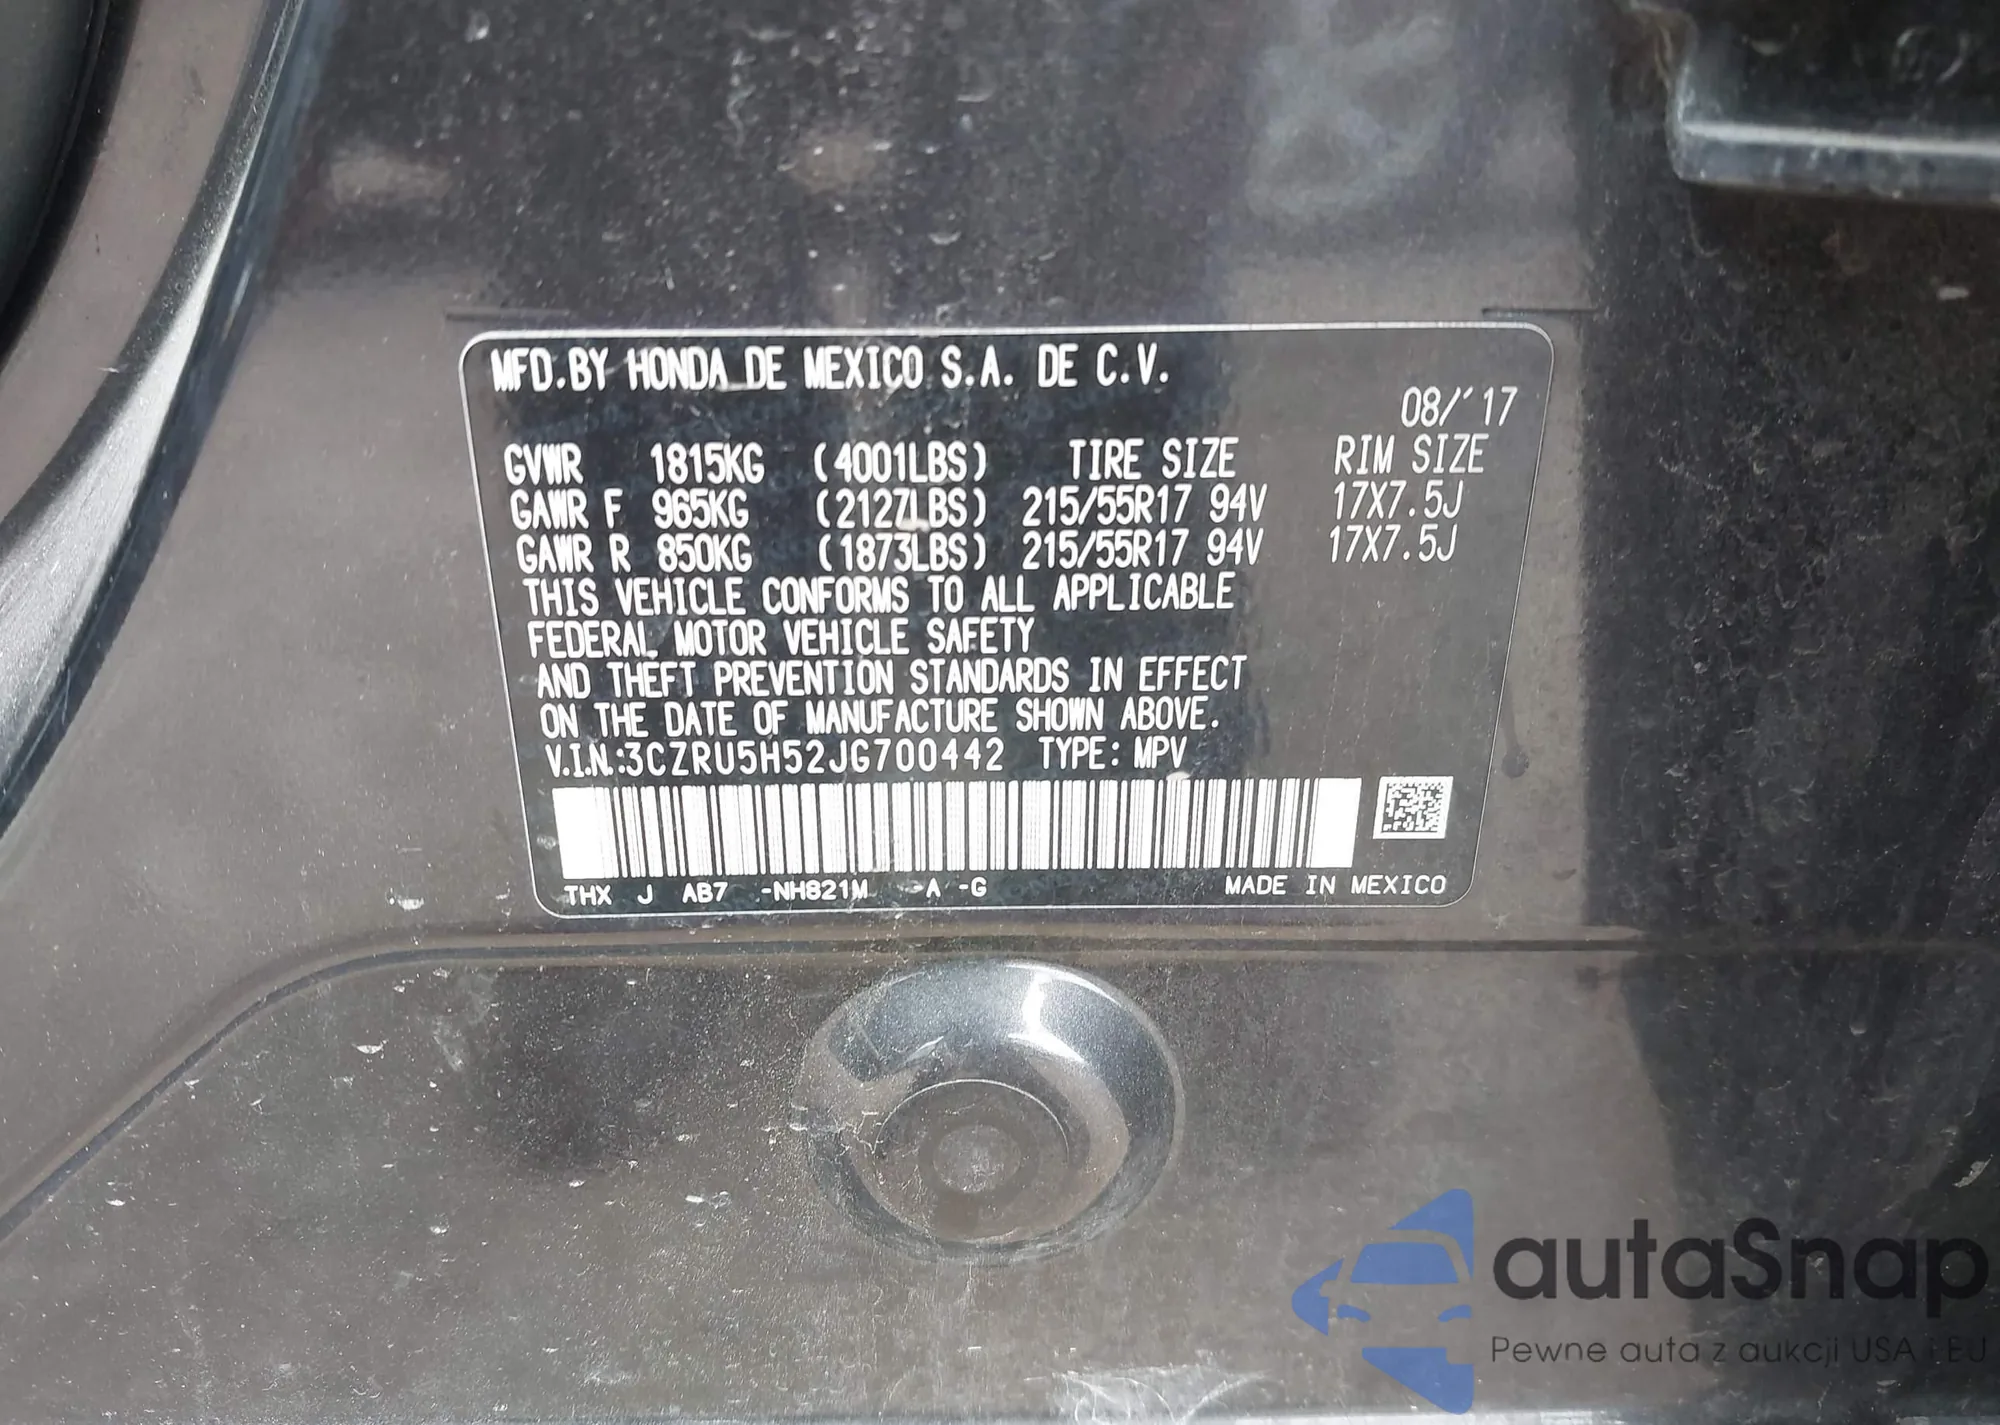 MFD.BY HONDA DE MEXICO S.A. DE C.V.
08/'17
GVWR 1815KG (4001LBS) TIRE SIZE RIM SIZE
GAWR F 965KG (2127LBS) 215/55R17 94V 17X7.5J
GAWR R 850KG (1873LBS) 215/55R17 94V 17X7.5J
THIS VEHICLE CONFORMS TO ALL APPLICABLE
FEDERAL MOTOR VEHICLE SAFETY
AND THEFT PREVENTION STANDARDS IN EFFECT
ON THE DATE OF MANUFACTURE SHOWN ABOVE.
V.I.N.:3CZRU5H52JG700442 TYPE: MPV
THX J AB7 -NH821M -A -G MADE IN MEXICO
autaSnap
Pewne auta z aukcji USA i EU